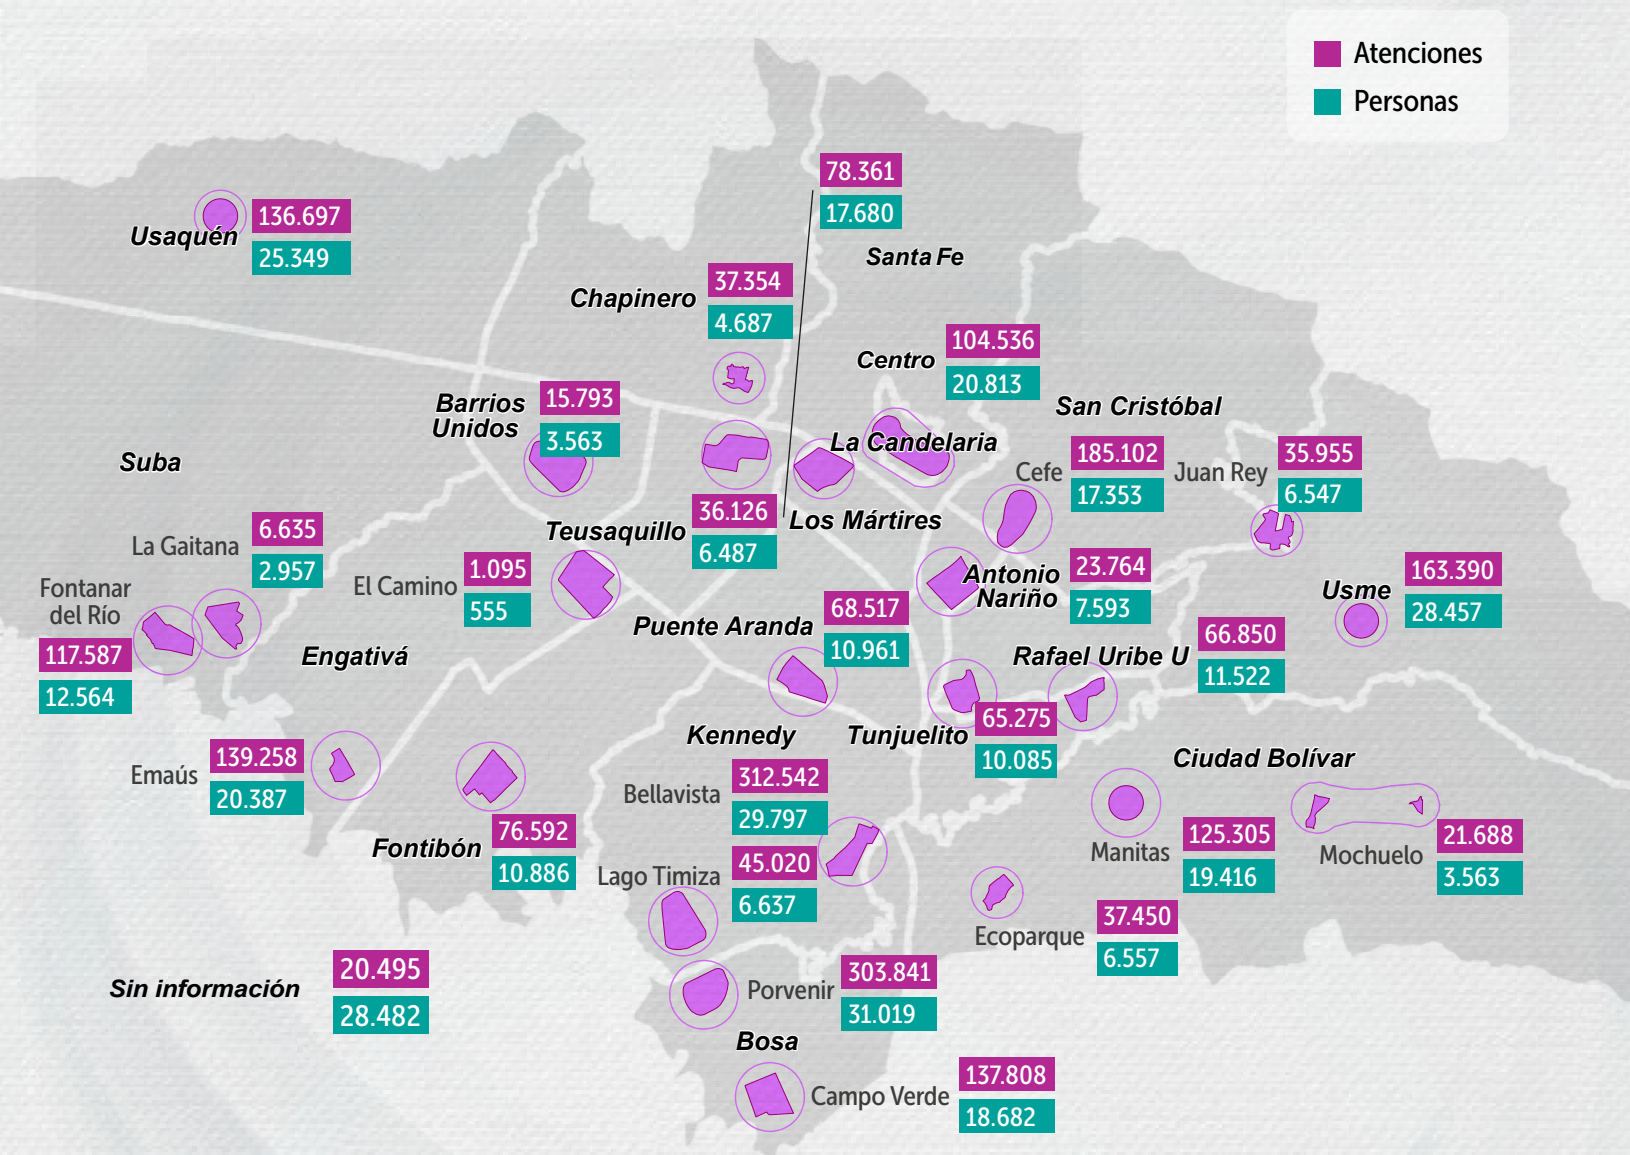 Atenciones
Personas
78.361
17.680
Santa Fe
136.697
Usaquén
25.349
37.354
Chapinero
4.687
104.536
Centro
20.813
15.793
Barrios
Unidos
3.563
San Cristóbal
La Candelaria
Cefe
185.102
17.353
Juan Rey
35.955
6.547
Suba
La Gaitana
6.635
2.957
Teusaquillo
36.126
6.487
Los Mártires
El Camino
1.095
555
Antonio
Nariño
23.764
7.593
Usme
163.390
28.457
Fontanar
del Río
117.587
12.564
Puente Aranda
68.517
10.961
Engativá
Rafael Uribe U
66.850
11.522
Kennedy
Tunjuelito
65.275
10.085
Ciudad Bolívar
Emaús
139.258
20.387
Bellavista
312.542
29.797
Fontibón
76.592
10.886
Lago Timiza
45.020
6.637
Manitas
125.305
19.416
Mochuelo
21.688
3.563
Ecoparque
37.450
6.557
Sin información
20.495
28.482
Porvenir
303.841
31.019
Bosa
Campo Verde
137.808
18.682